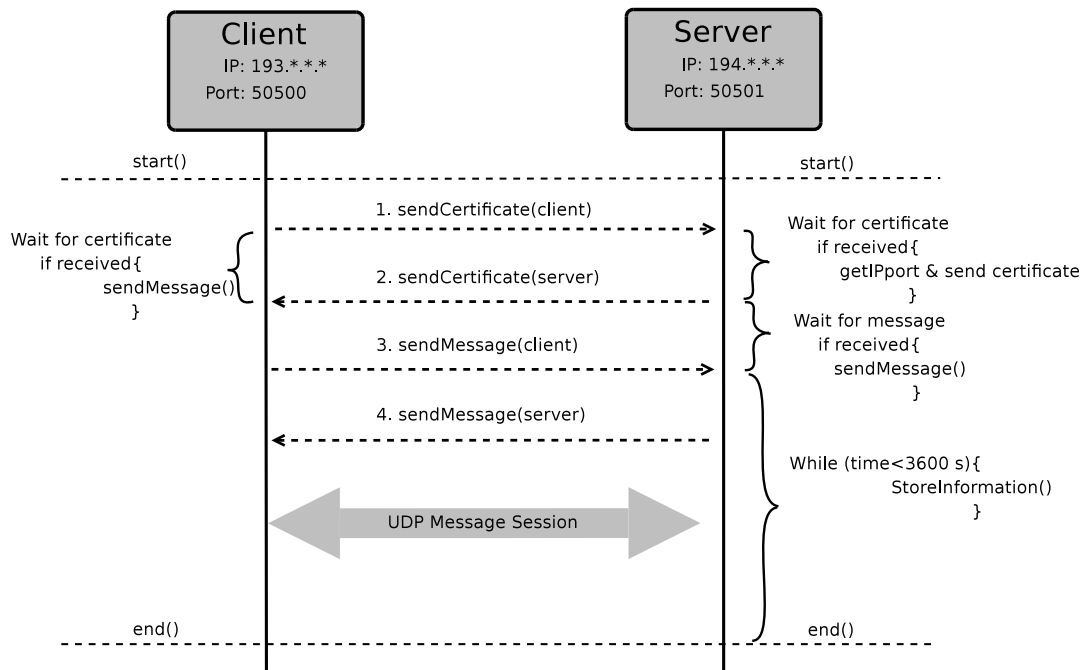 Client
IP: 193.*.*.*
Port: 50500
Server
IP: 194.*.*.*
Port: 50501
start()
start()
1. sendCertificate(client)
Wait for certificate
if received{
sendMessage()
}
Wait for certificate
if received{
getIPport & send certificate
}
2. sendCertificate(server)
Wait for message
if received{
sendMessage()
}
3. sendMessage(client)
4. sendMessage(server)
While (time<3600 s){
StoreInformation()
}
UDP Message Session
end()
end()